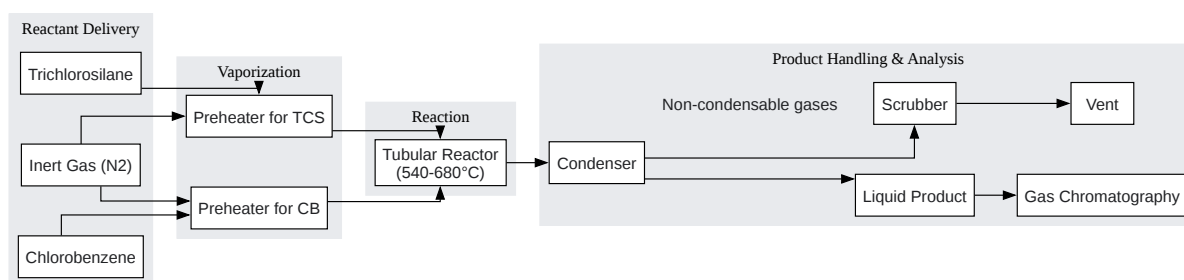 Reactant Delivery
Trichlorosilane
Inert Gas (N2)
Chlorobenzene
Vaporization
Preheater for TCS
Preheater for CB
Reaction
Tubular Reactor
(540-680°C)
Product Handling & Analysis
Condenser
Non-condensable gases
Scrubber
Vent
Liquid Product
Gas Chromatography